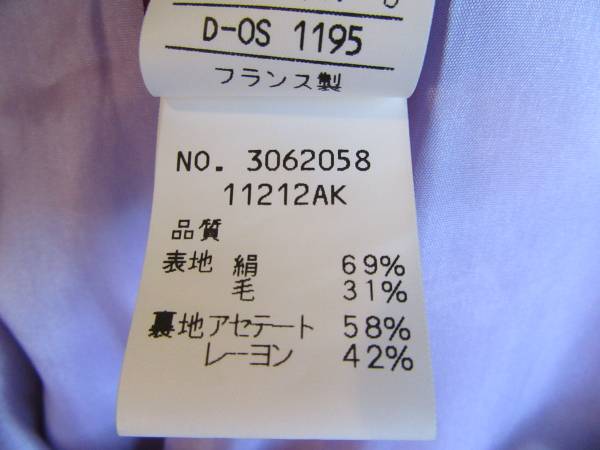 D-OS 1195
フランス製
NO. 3062058
11212AK
品質
表地 絹 69%
毛 31%
裏地アセテート 58%
レーヨン 42%